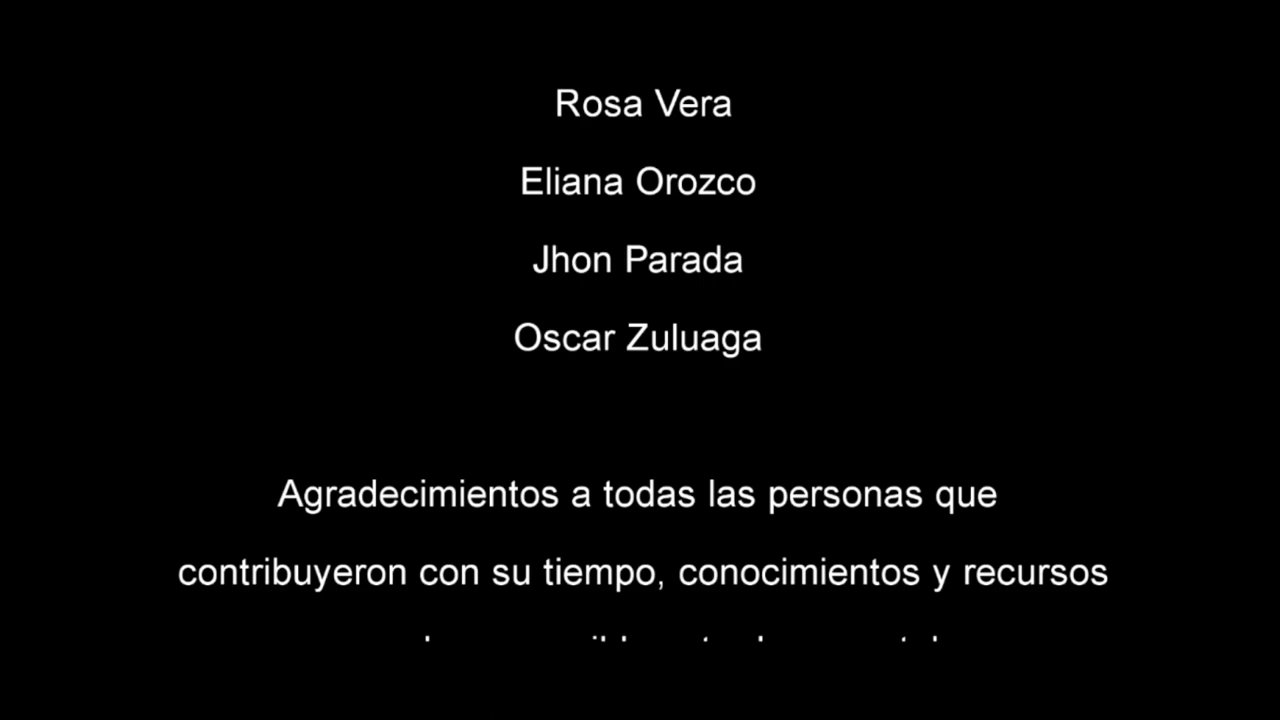 Rosa Vera
Eliana Orozco
Jhon Parada
Oscar Zuluaga
Agradecimientos a todas las personas que
contribuyeron con su tiempo, conocimientos y recursos